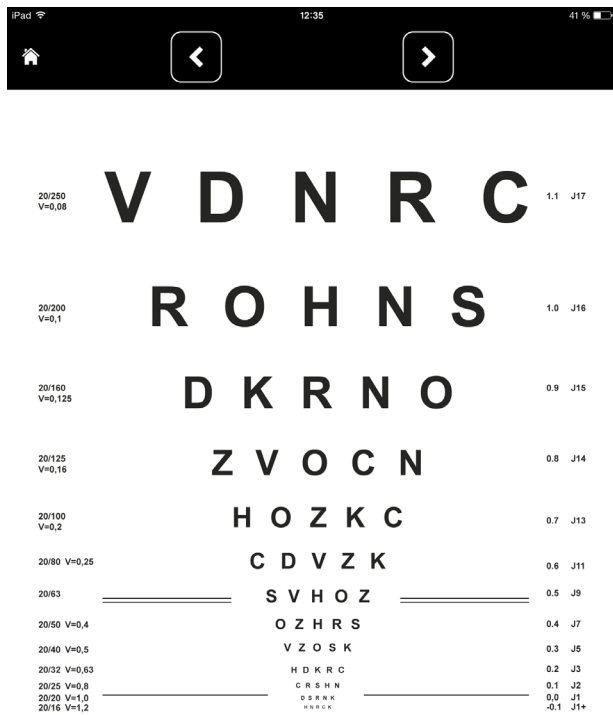 iPad 12:35 41 %
20/250 V=0,08 V D N R C 1.1 J17
20/200 V=0,1 R O H N S 1.0 J16
20/160 V=0,125 D K R N O 0.9 J15
20/125 V=0,16 Z V O C N 0.8 J14
20/100 V=0,2 H O Z K C 0.7 J13
20/80 V=0,25 C D V Z K 0.6 J11
20/63 S V H O Z 0.5 J9
20/50 V=0,4 O Z H R S 0.4 J7
20/40 V=0,5 V Z O S K 0.3 J5
20/32 V=0,63 H D K R C 0.2 J3
20/25 V=0,8 C R S H N 0.1 J2
20/20 V=1,0 D S R N K 0,0 J1
20/16 V=1,2 H N R C K -0.1 J1+